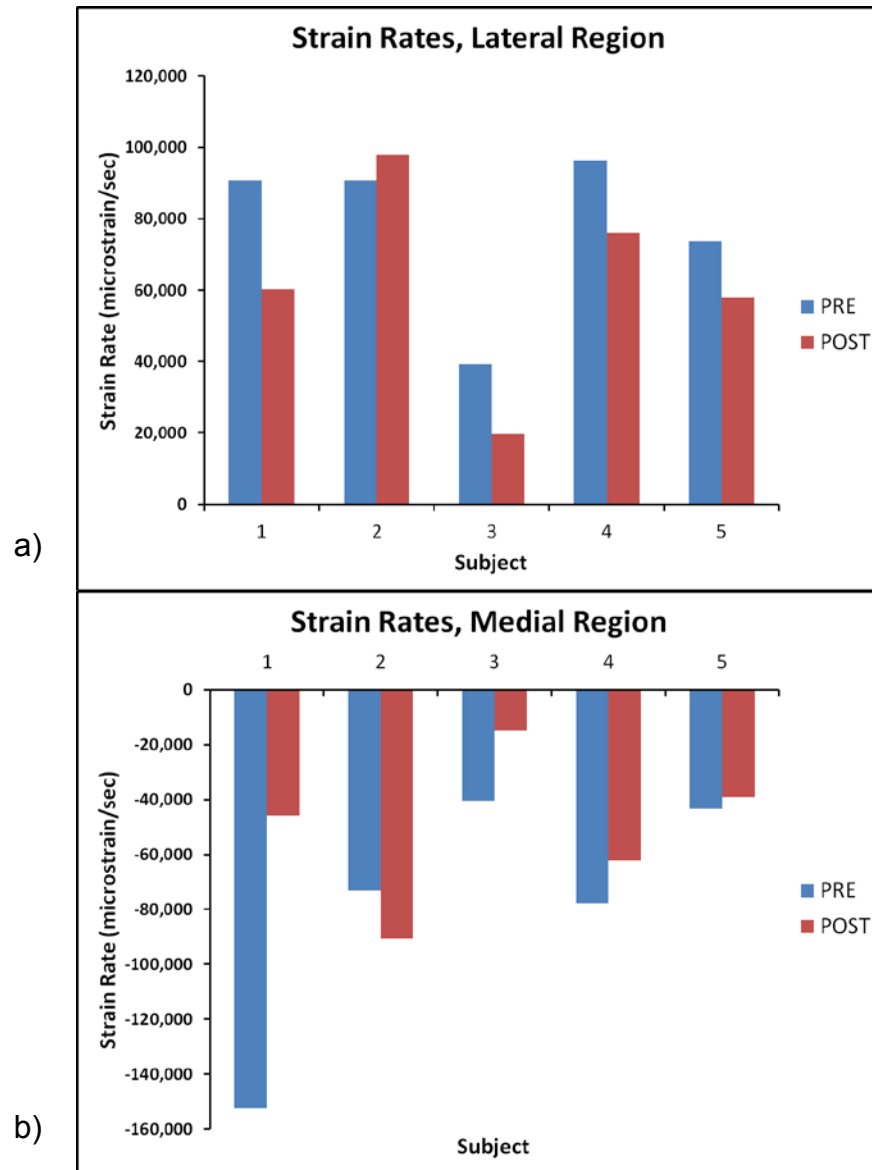 Strain Rates, Lateral Region
120,000
100,000
80,000
60,000
40,000
20,000
0
Strain Rate (microstrain/sec)
1 2 3 4 5
Subject
PRE
POST
a)
Strain Rates, Medial Region
1 2 3 4 5
0
-20,000
-40,000
-60,000
-80,000
-100,000
-120,000
-140,000
-160,000
Strain Rate (microstrain/sec)
Subject
PRE
POST
b)